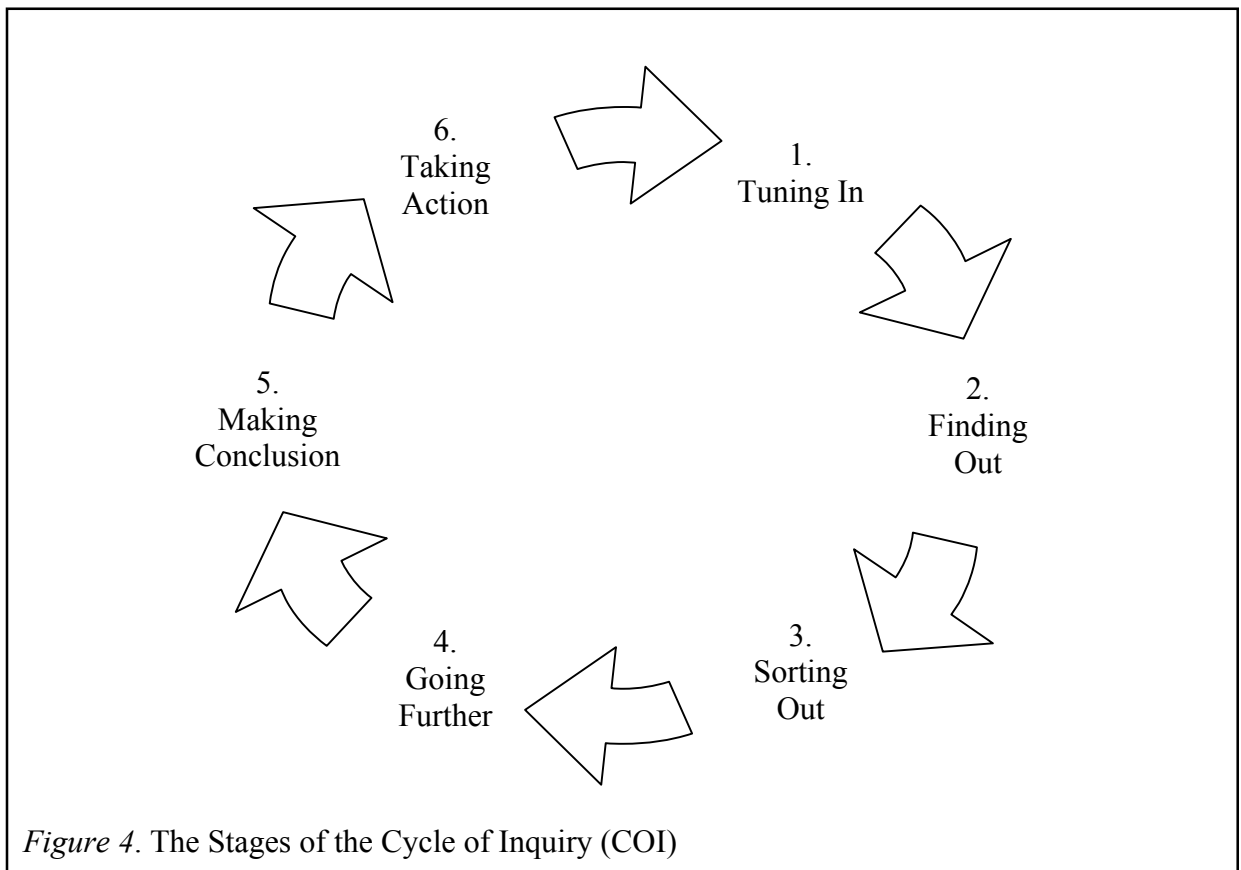 1.
Tuning In
2.
Finding
Out
3.
Sorting
Out
4.
Going
Further
5.
Making
Conclusion
6.
Taking
Action
Figure 4. The Stages of the Cycle of Inquiry (COI)